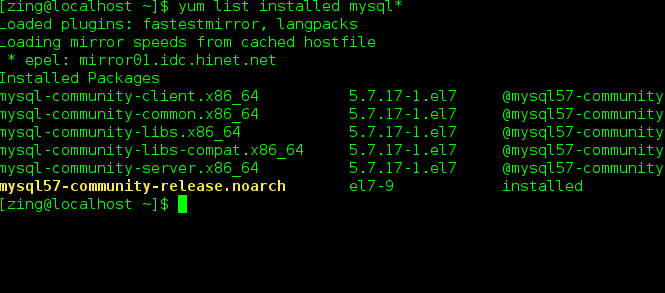 [zing@localhost ~]$ yum list installed mysql*
Loaded plugins: fastestmirror, langpacks
Loading mirror speeds from cached hostfile
 * epel: mirror01.idc.hinet.net
Installed Packages
mysql-community-client.x86_64 5.7.17-1.el7 @mysql57-community
mysql-community-common.x86_64 5.7.17-1.el7 @mysql57-community
mysql-community-libs.x86_64 5.7.17-1.el7 @mysql57-community
mysql-community-libs-compat.x86_64 5.7.17-1.el7 @mysql57-community
mysql-community-server.x86_64 5.7.17-1.el7 @mysql57-community
mysql57-community-release.noarch el7-9 installed
[zing@localhost ~]$